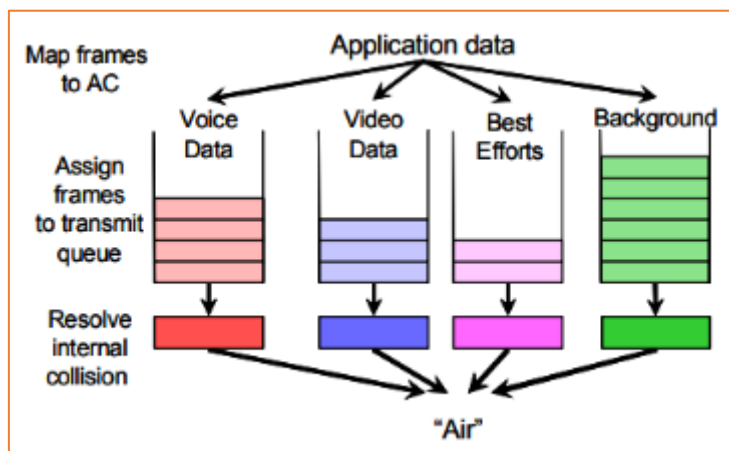 Map frames
to AC
Application data
Voice
Data
Video
Data
Best
Efforts
Background
Assign
frames
to transmit
queue
Resolve
internal
collision
“Air”